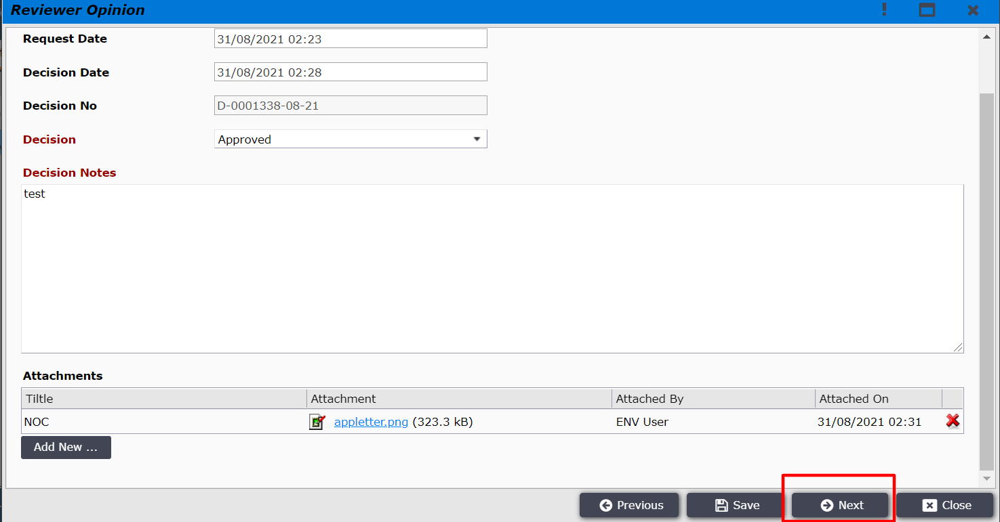 Reviewer Opinion
Request Date 31/08/2021 02:23
Decision Date 31/08/2021 02:28
Decision No D-0001338-08-21
Decision Approved
Decision Notes
test
Attachments
Tiltle Attachment Attached By Attached On
NOC appletter.png (323.3 kB) ENV User 31/08/2021 02:31
Add New ...
Previous Save Next Close